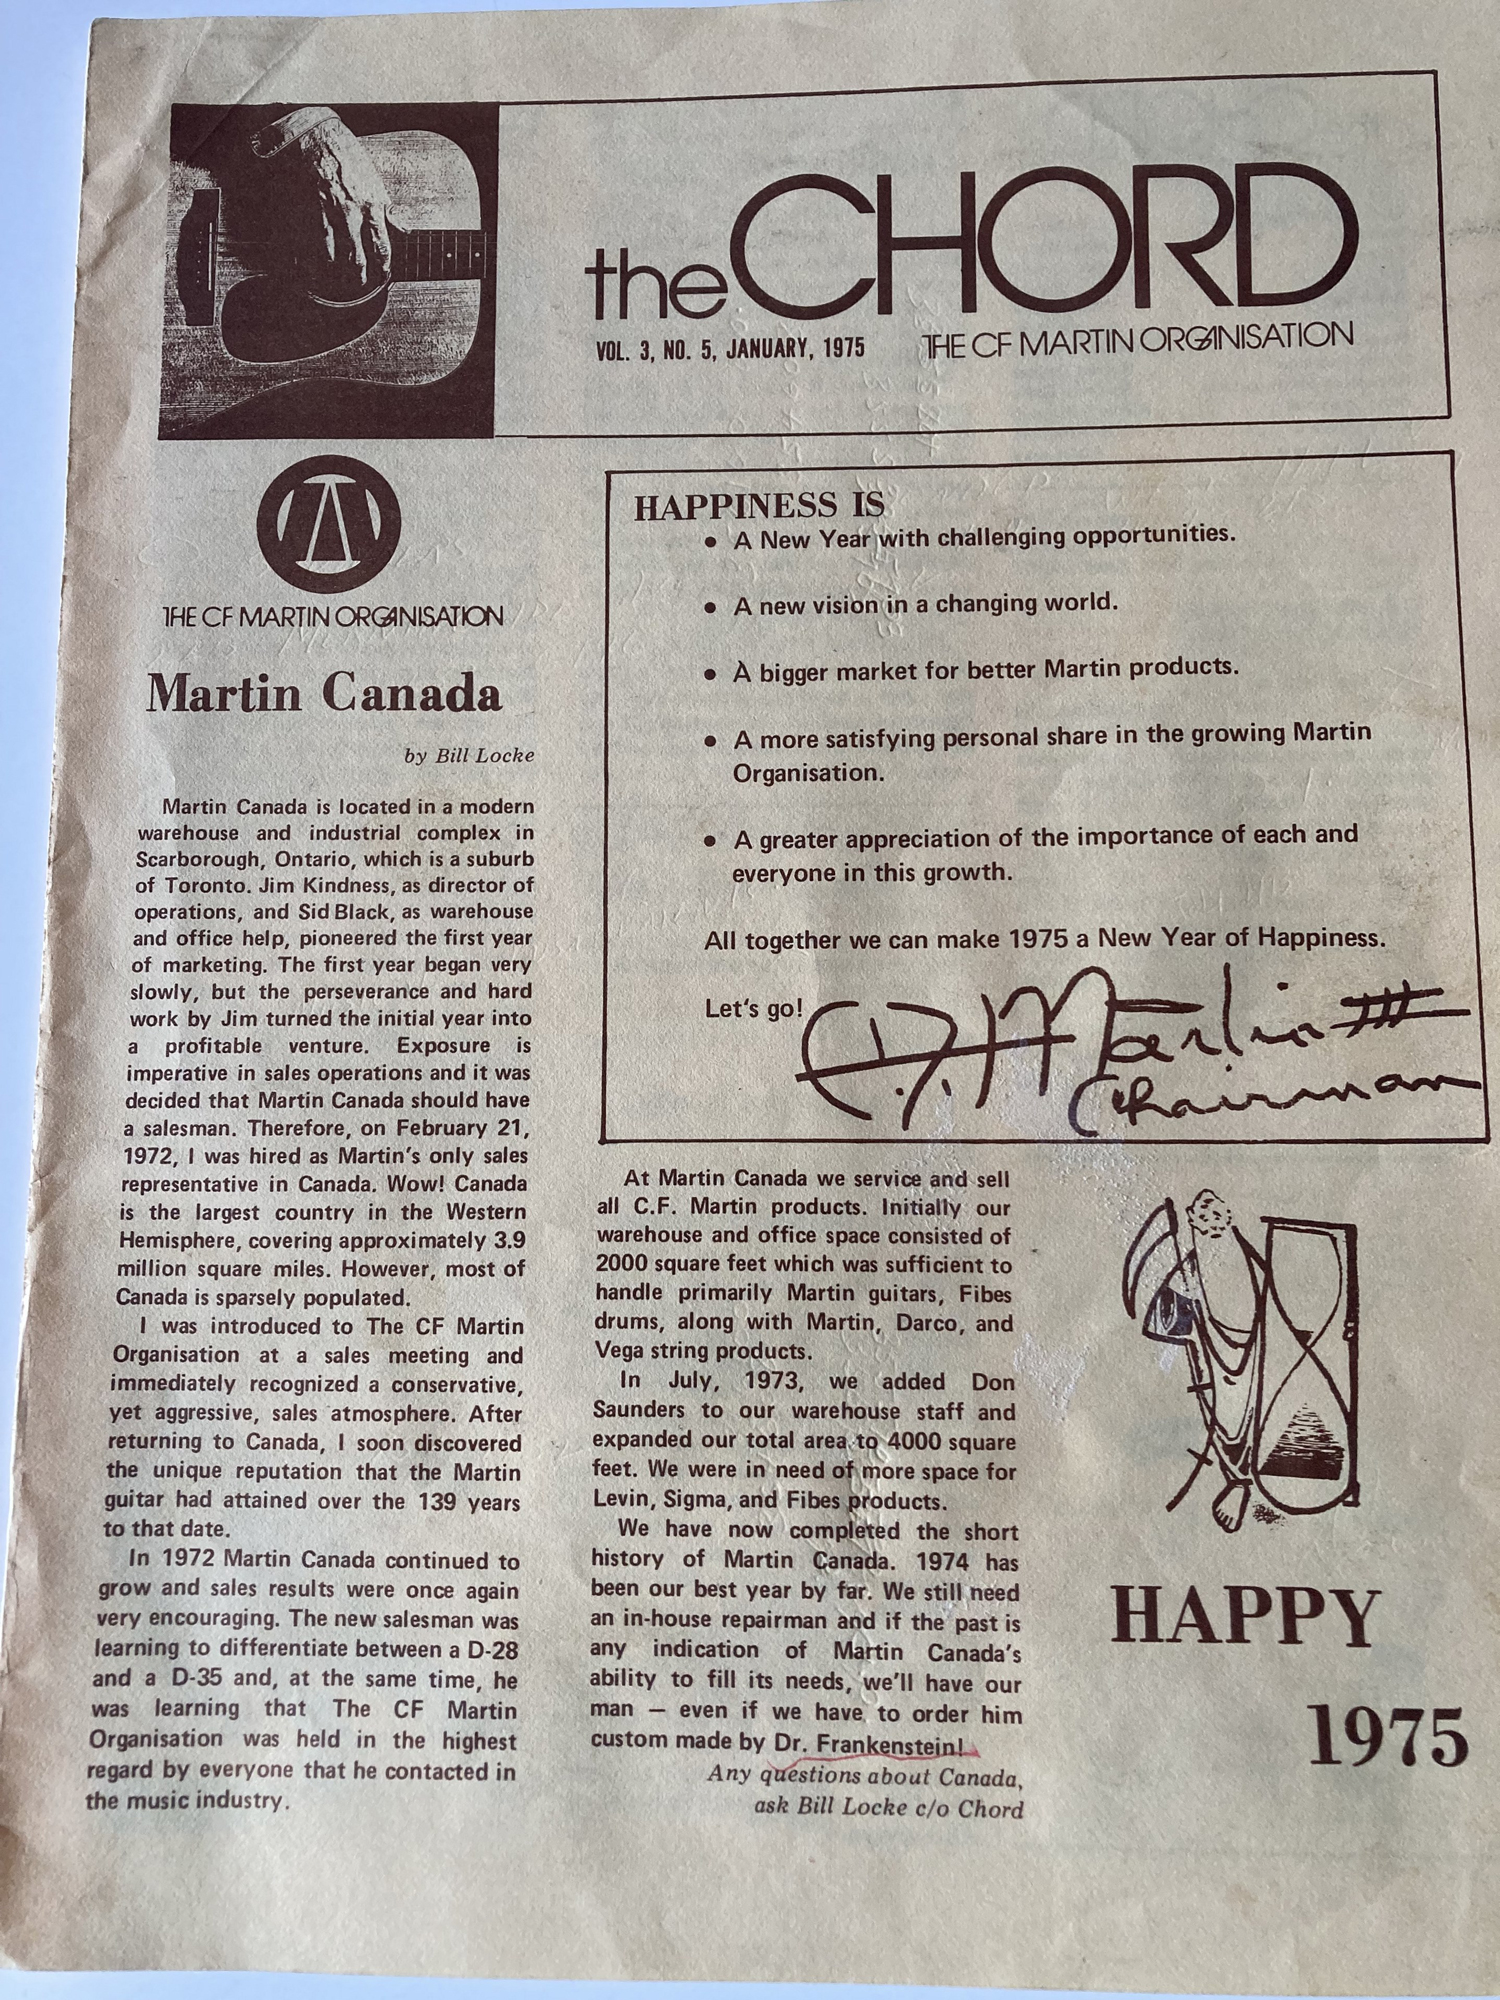 the CHORD
VOL. 3, NO. 5, JANUARY, 1975
THE CF MARTIN ORGANISATION
THE CF MARTIN ORGANISATION
Martin Canada
by Bill Locke
Martin Canada is located in a modern
warehouse and industrial complex in
Scarborough, Ontario, which is a suburb
of Toronto. Jim Kindness, as director of
operations, and Sid Black, as warehouse
and office help, pioneered the first year
of marketing. The first year began very
slowly, but the perseverance and hard
work by Jim turned the initial year into
a profitable venture. Exposure is
imperative in sales operations and it was
decided that Martin Canada should have
a salesman. Therefore, on February 21,
1972, I was hired as Martin's only sales
representative in Canada. Wow! Canada
is the largest country in the Western
Hemisphere, covering approximately 3.9
million square miles. However, most of
Canada is sparsely populated.
I was introduced to The CF Martin
Organisation at a sales meeting and
immediately recognized a conservative,
yet aggressive, sales atmosphere. After
returning to Canada, I soon discovered
the unique reputation that the Martin
guitar had attained over the 139 years
to that date.
In 1972 Martin Canada continued to
grow and sales results were once again
very encouraging. The new salesman was
learning to differentiate between a D-28
and a D-35 and, at the same time, he
was learning that The CF Martin
Organisation was held in the highest
regard by everyone that he contacted in
the music industry.
HAPPINESS IS
• A New Year with challenging opportunities.
• A new vision in a changing world.
• A bigger market for better Martin products.
• A more satisfying personal share in the growing Martin
Organisation.
• A greater appreciation of the importance of each and
everyone in this growth.
All together we can make 1975 a New Year of Happiness.
Let's go!
C. F. Martin III
Chairman
At Martin Canada we service and sell
all C.F. Martin products. Initially our
warehouse and office space consisted of
2000 square feet which was sufficient to
handle primarily Martin guitars, Fibes
drums, along with Martin, Darco, and
Vega string products.
In July, 1973, we added Don
Saunders to our warehouse staff and
expanded our total area to 4000 square
feet. We were in need of more space for
Levin, Sigma, and Fibes products.
We have now completed the short
history of Martin Canada. 1974 has
been our best year by far. We still need
an in-house repairman and if the past is
any indication of Martin Canada's
ability to fill its needs, we'll have our
man — even if we have to order him
custom made by Dr. Frankenstein!
Any questions about Canada,
ask Bill Locke c/o Chord
HAPPY
1975